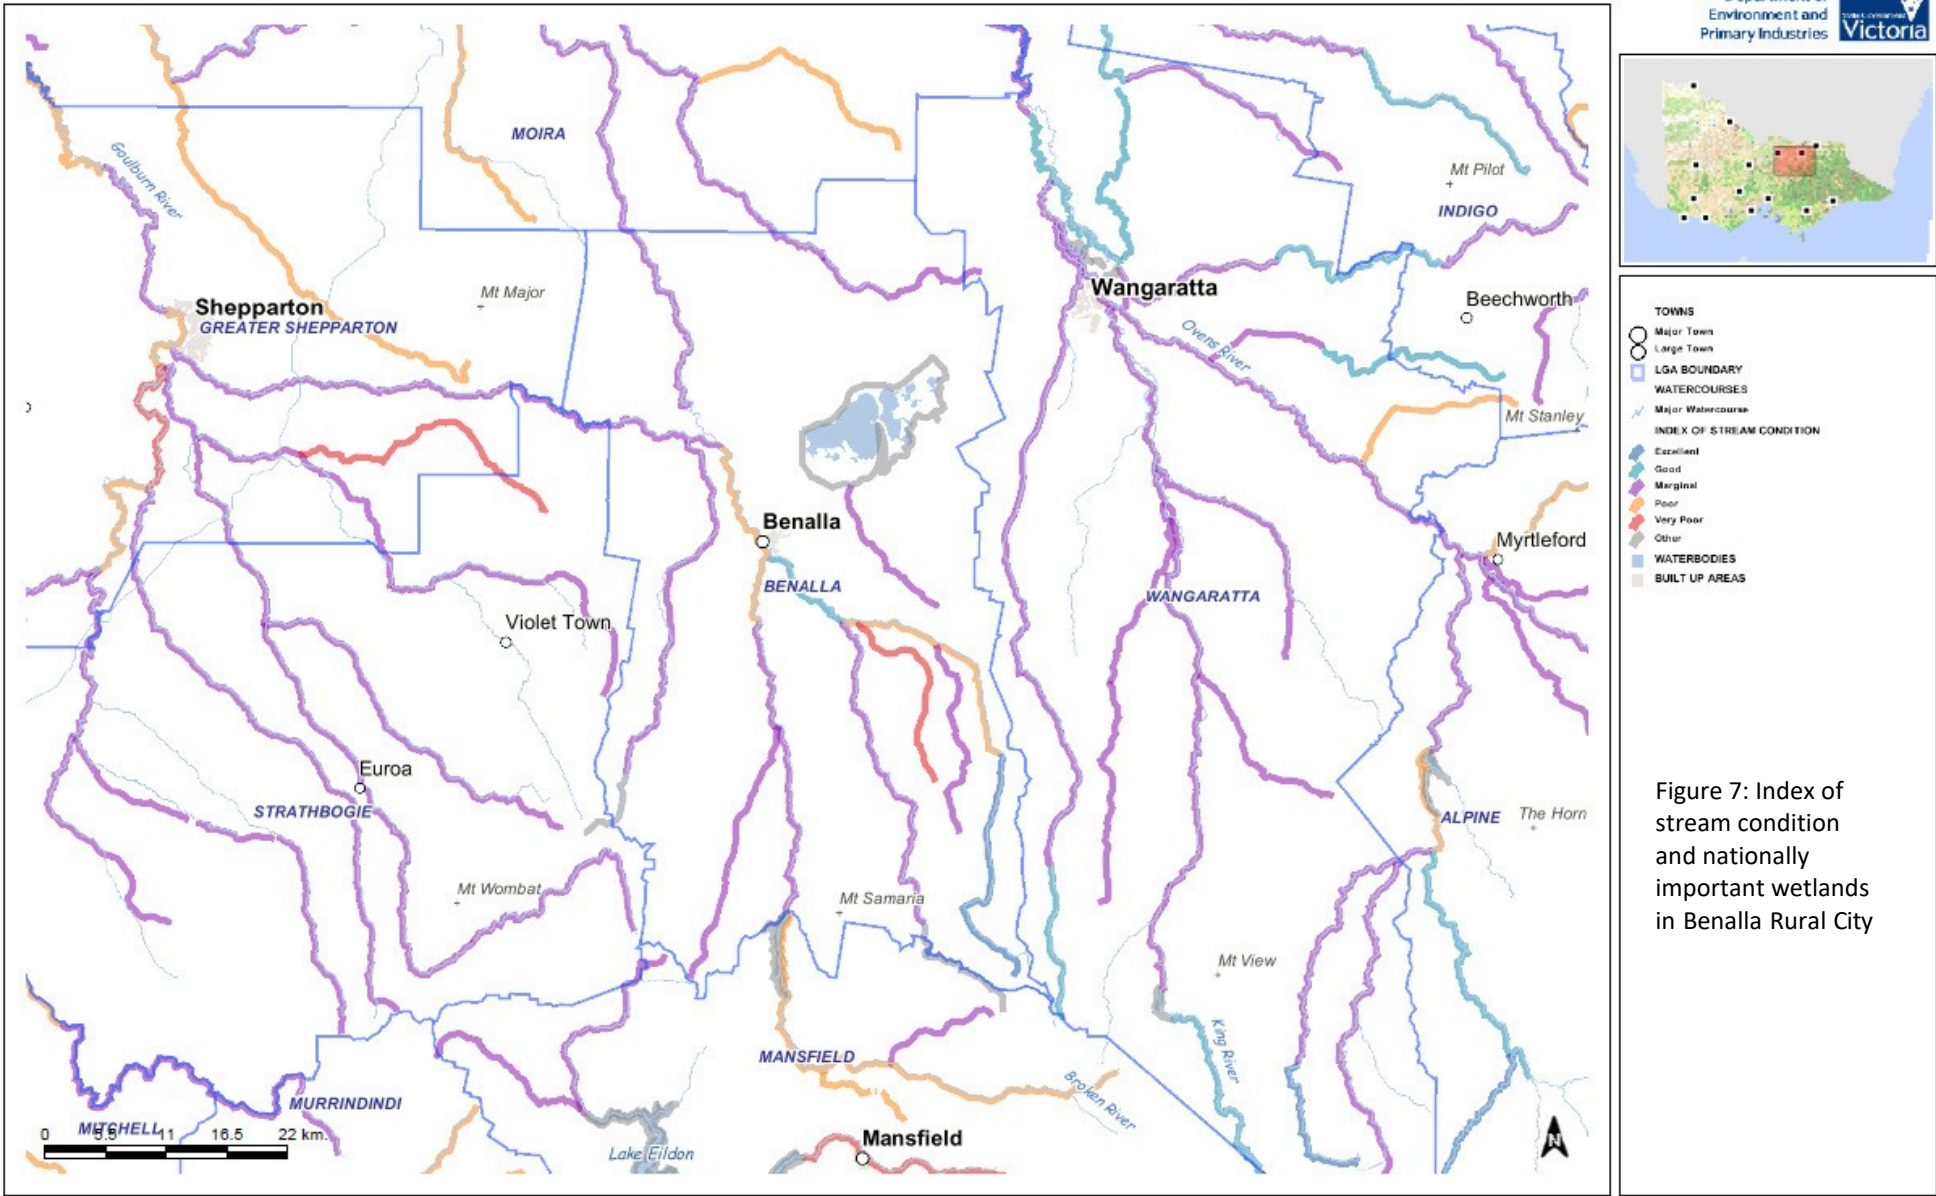 Environment and
Primary Industries
Victoria
MOIRA
Goulburn River
Mt Pilot
INDIGO
Mt Major
Shepparton
GREATER SHEPPARTON
Wangaratta
Beechworth
Ovens River
Mt Stanley
Benalla
BENALLA
Myrtleford
WANGARATTA
Violet Town
Euroa
STRATHBOGIE
ALPINE
The Horn
Mt Wombat
Mt Samaria
Mt View
King River
MANSFIELD
Broken River
MURRINDINDI
MITCHELL
0 5.5 11 16.5 22 km.
Mansfield
Lake Eildon
N
TOWNS
Major Town
Large Town
LGA BOUNDARY
WATERCOURSES
Major Watercourse
INDEX OF STREAM CONDITION
Excellent
Good
Marginal
Poor
Very Poor
Other
WATERBODIES
BUILT UP AREAS
Figure 7: Index of
stream condition
and nationally
important wetlands
in Benalla Rural City